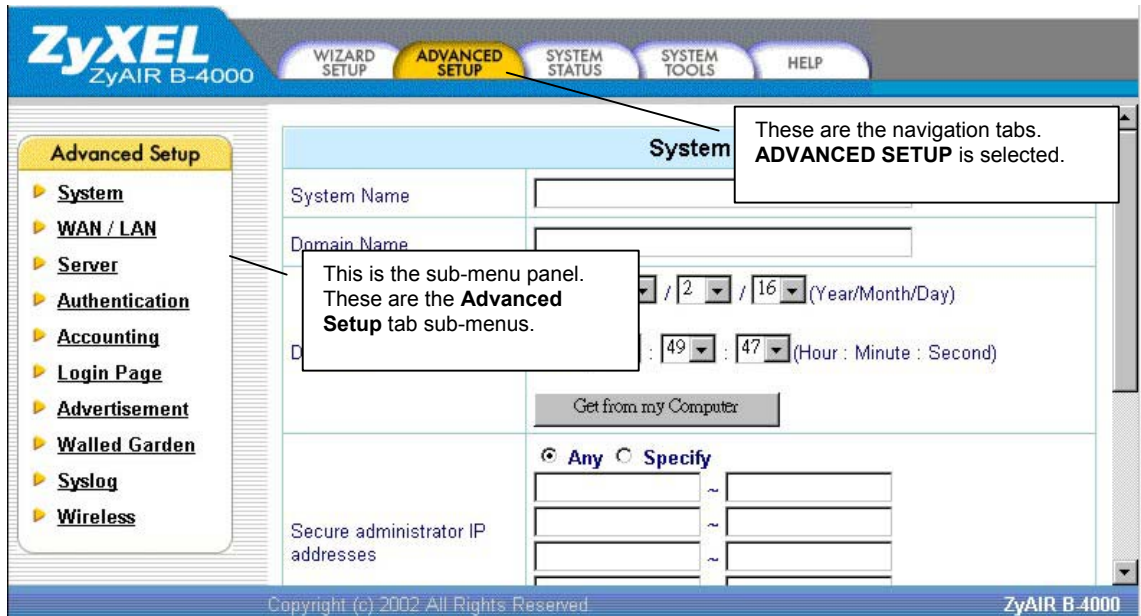 ZyXEL
ZyAIR B-4000
WIZARD SETUP
ADVANCED SETUP
SYSTEM STATUS
SYSTEM TOOLS
HELP
These are the navigation tabs.
ADVANCED SETUP is selected.
Advanced Setup
System
WAN / LAN
Server
Authentication
Accounting
Login Page
Advertisement
Walled Garden
Syslog
Wireless
This is the sub-menu panel.
These are the Advanced
Setup tab sub-menus.
System
System Name
Domain Name
/ 2 / 16 (Year/Month/Day)
D
: 49 : 47 (Hour : Minute : Second)
Get from my Computer
Any Specify
~
~
Secure administrator IP
addresses
~
Copyright (c) 2002 All Rights Reserved.
ZyAIR B-4000